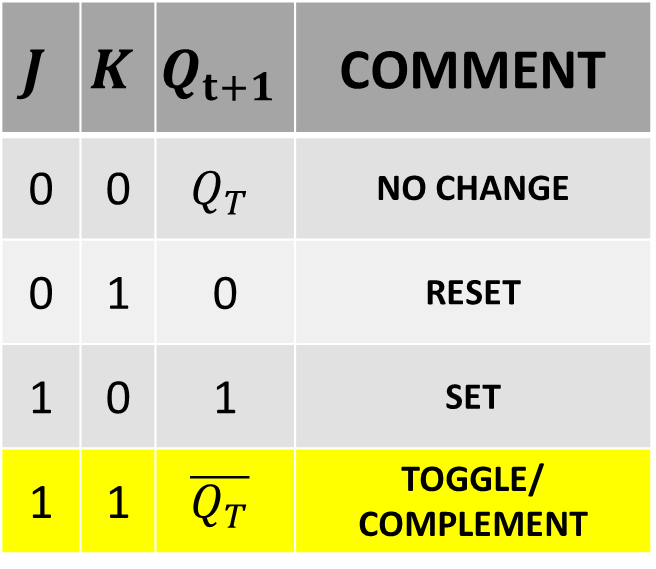 J K Qt+1 COMMENT
0 0 QT NO CHANGE
0 1 0 RESET
1 0 1 SET
1 1 Q̅T̅ TOGGLE/
COMPLEMENT